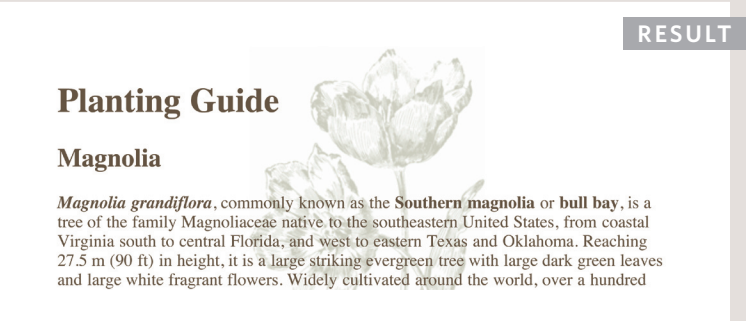 RESULT
Planting Guide
Magnolia
Magnolia grandiflora, commonly known as the Southern magnolia or bull bay, is a
tree of the family Magnoliaceae native to the southeastern United States, from coastal
Virginia south to central Florida, and west to eastern Texas and Oklahoma. Reaching
27.5 m (90 ft) in height, it is a large striking evergreen tree with large dark green leaves
and large white fragrant flowers. Widely cultivated around the world, over a hundred